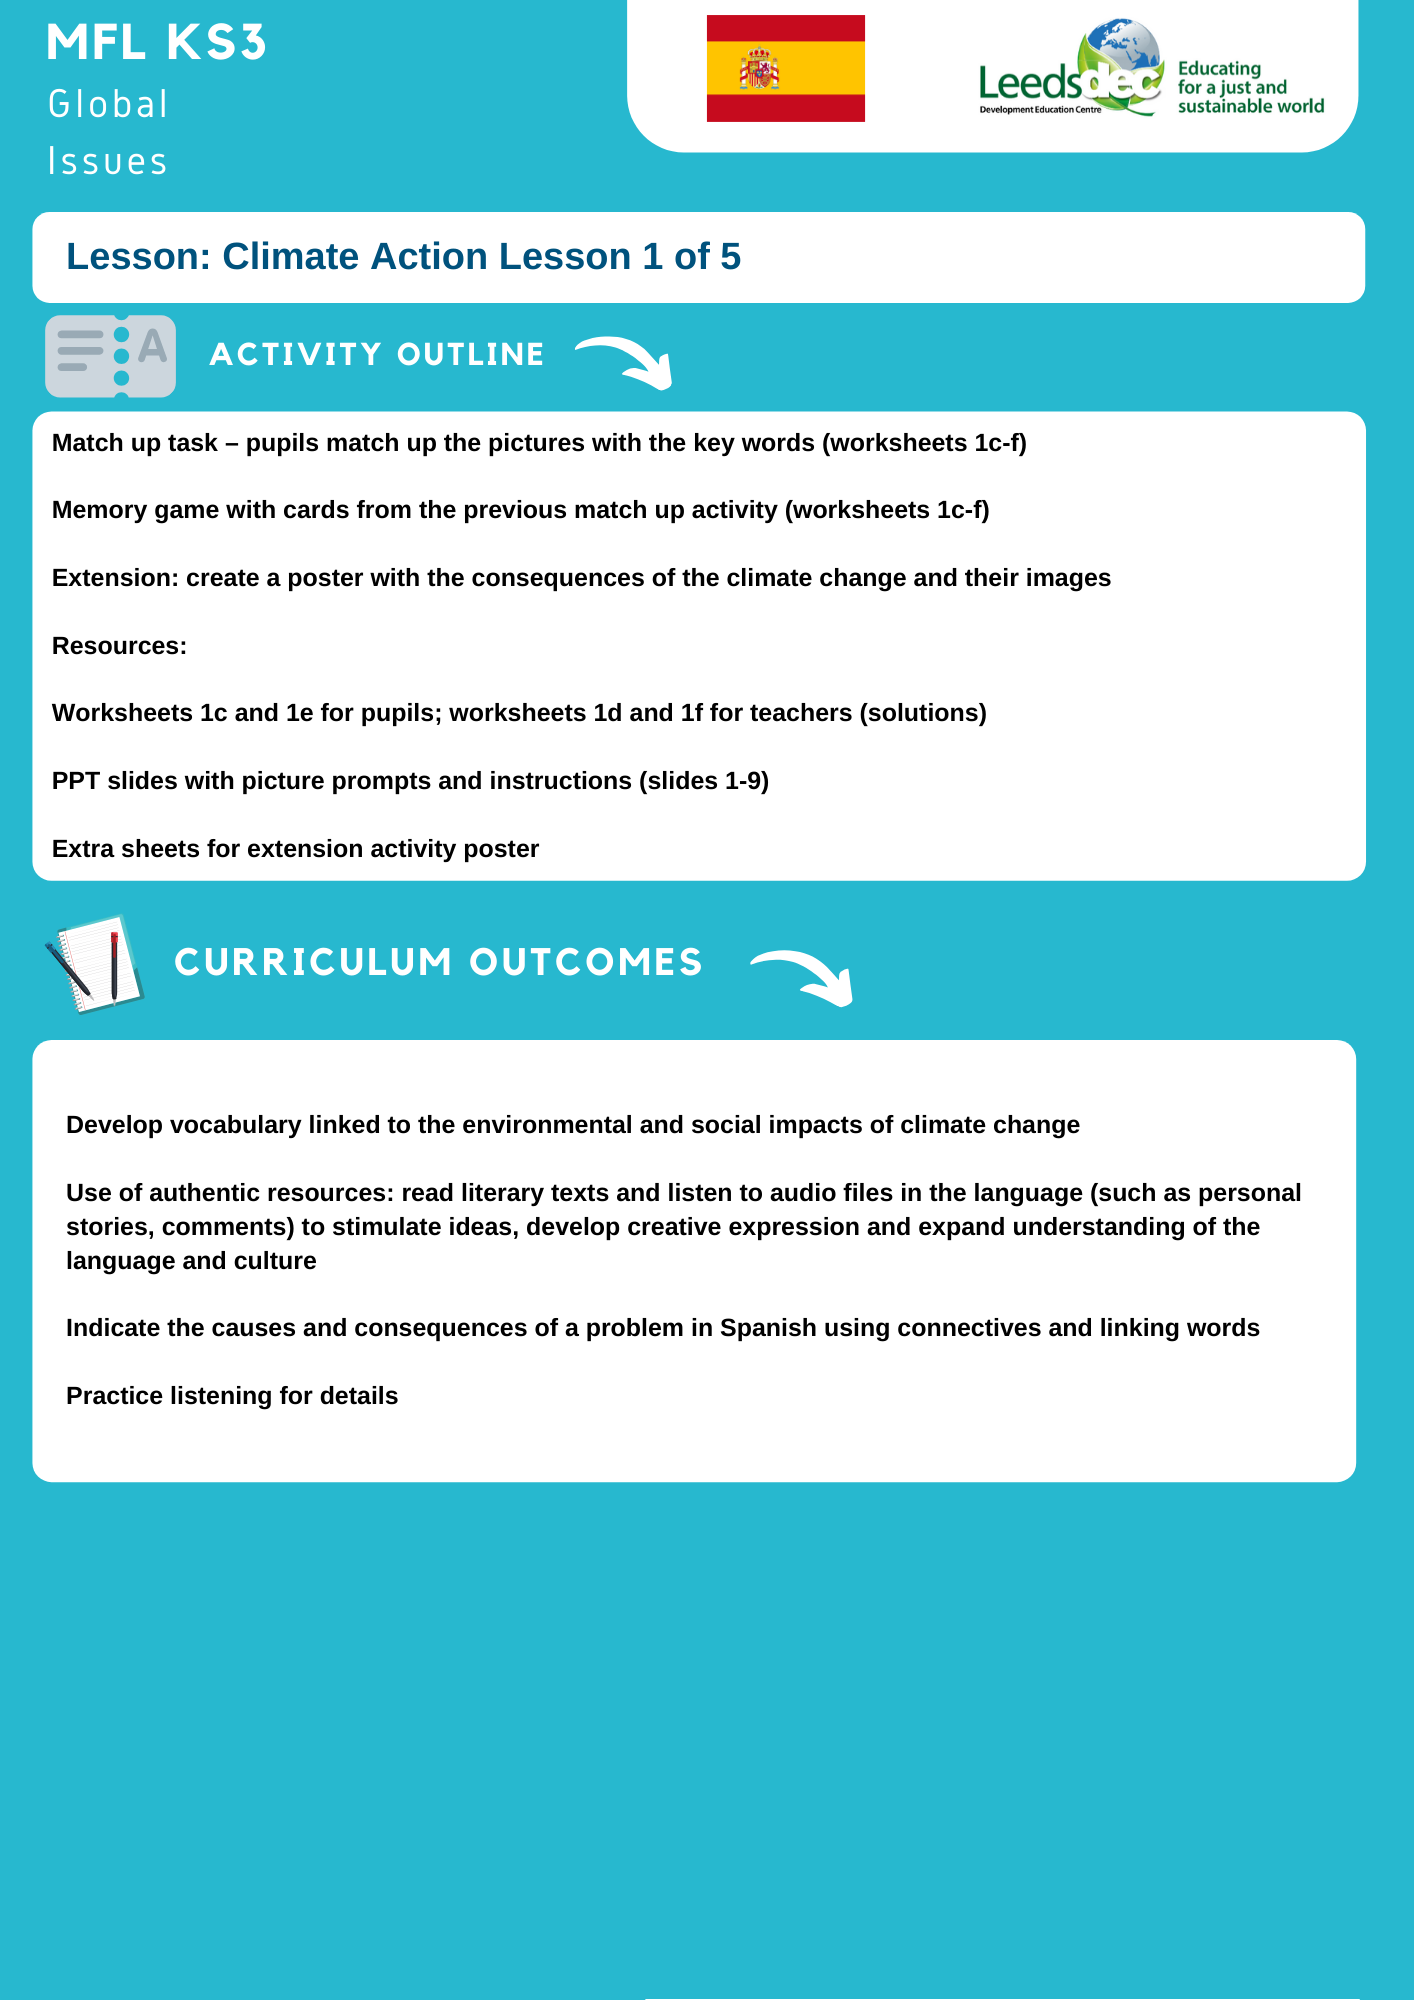 MFL KS3
Global
Issues
Leedsdec
Development Education Centre
Educating
for a just and
sustainable world
Lesson: Climate Action Lesson 1 of 5
A
ACTIVITY OUTLINE
Match up task – pupils match up the pictures with the key words (worksheets 1c-f)
Memory game with cards from the previous match up activity (worksheets 1c-f)
Extension: create a poster with the consequences of the climate change and their images
Resources:
Worksheets 1c and 1e for pupils; worksheets 1d and 1f for teachers (solutions)
PPT slides with picture prompts and instructions (slides 1-9)
Extra sheets for extension activity poster
CURRICULUM OUTCOMES
Develop vocabulary linked to the environmental and social impacts of climate change
Use of authentic resources: read literary texts and listen to audio files in the language (such as personal
stories, comments) to stimulate ideas, develop creative expression and expand understanding of the
language and culture
Indicate the causes and consequences of a problem in Spanish using connectives and linking words
Practice listening for details